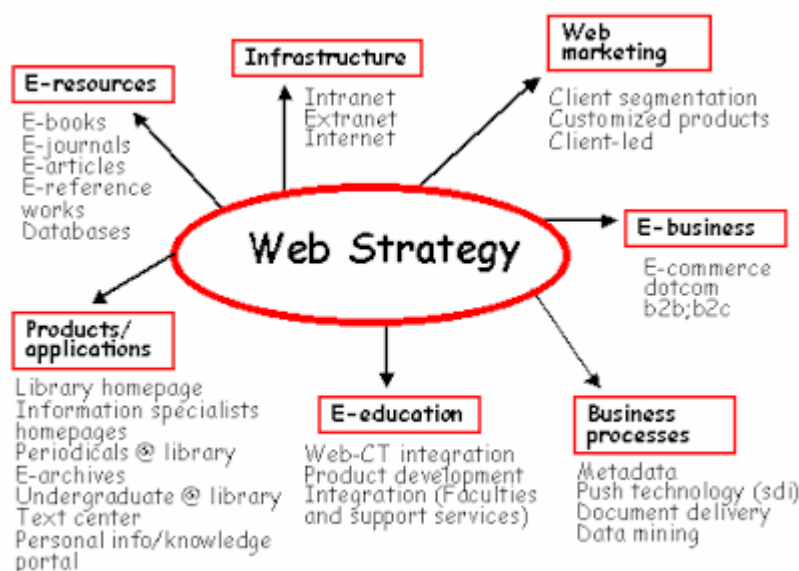 Infrastructure
Intranet
Extranet
Internet
Web
marketing
Client segmentation
Customized products
Client-led
E-resources
E-books
E-journals
E-articles
E-reference
works
Databases
Web Strategy
E-business
E-commerce
dotcom
b2b;b2c
Products/
applications
Library homepage
Information specialists
homepages
Periodicals @ library
E-archives
Undergraduate @ library
Text center
Personal info/knowledge
portal
E-education
Web-CT integration
Product development
Integration (Faculties
and support services)
Business
processes
Metadata
Push technology (sdi)
Document delivery
Data mining